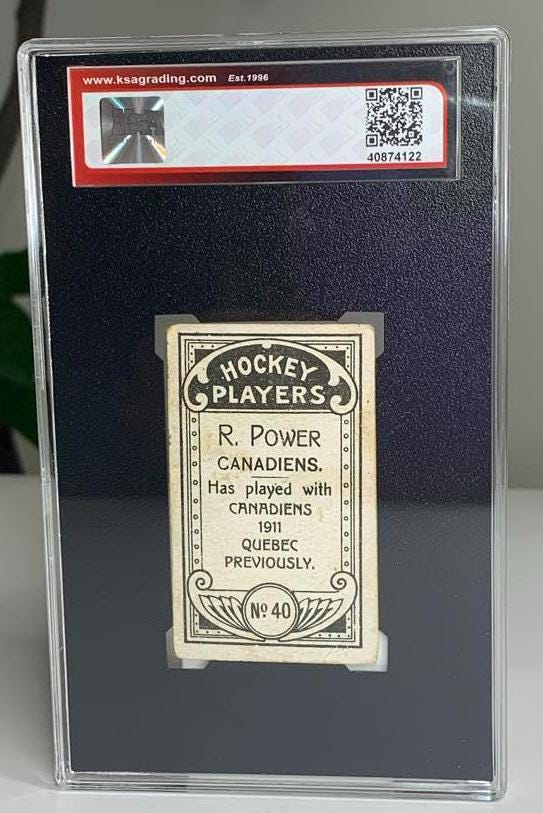 www.ksagrading.com Est.1996
KSA
40874122
HOCKEY
PLAYERS
R. POWER
CANADIENS.
Has played with
CANADIENS
1911
QUEBEC
PREVIOUSLY.
Nº 40